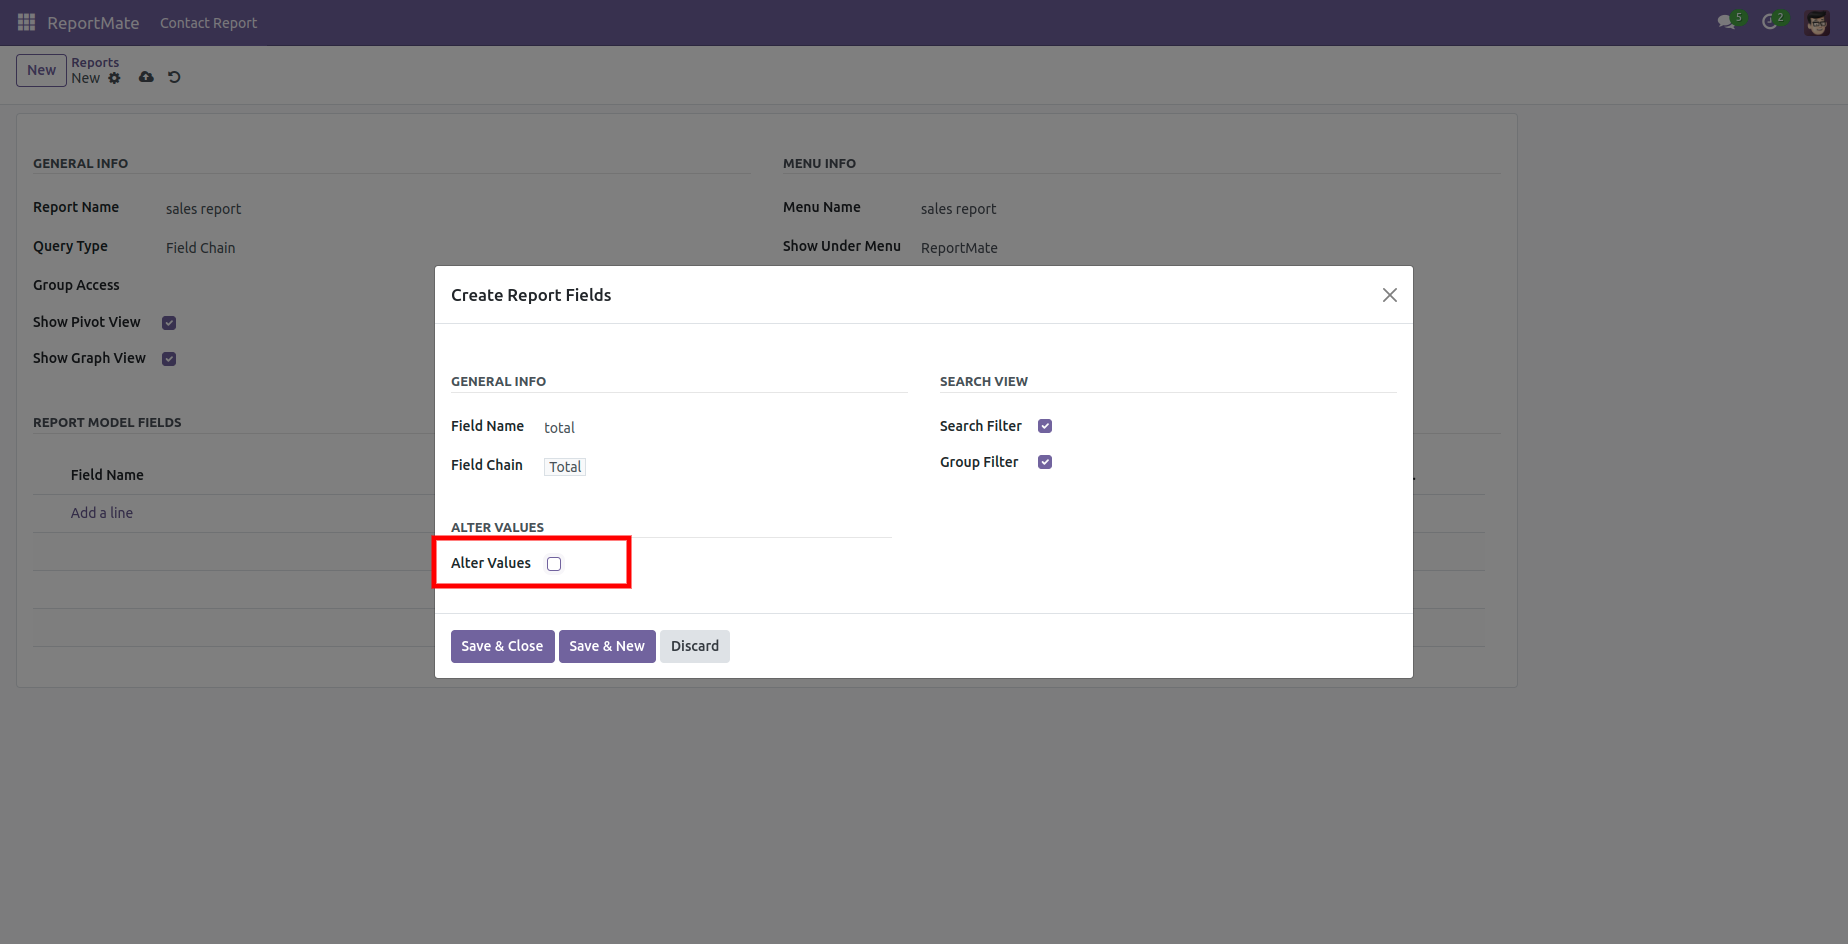 ReportMate Contact Report 5 2
New Reports
New
GENERAL INFO MENU INFO
Report Name sales report Menu Name sales report
Query Type Field Chain Show Under Menu ReportMate
Group Access
Show Pivot View
Show Graph View
REPORT MODEL FIELDS
Field Name
Add a line
Create Report Fields
GENERAL INFO SEARCH VIEW
Field Name total Search Filter
Field Chain Total Group Filter
ALTER VALUES
Alter Values
Save & Close Save & New Discard